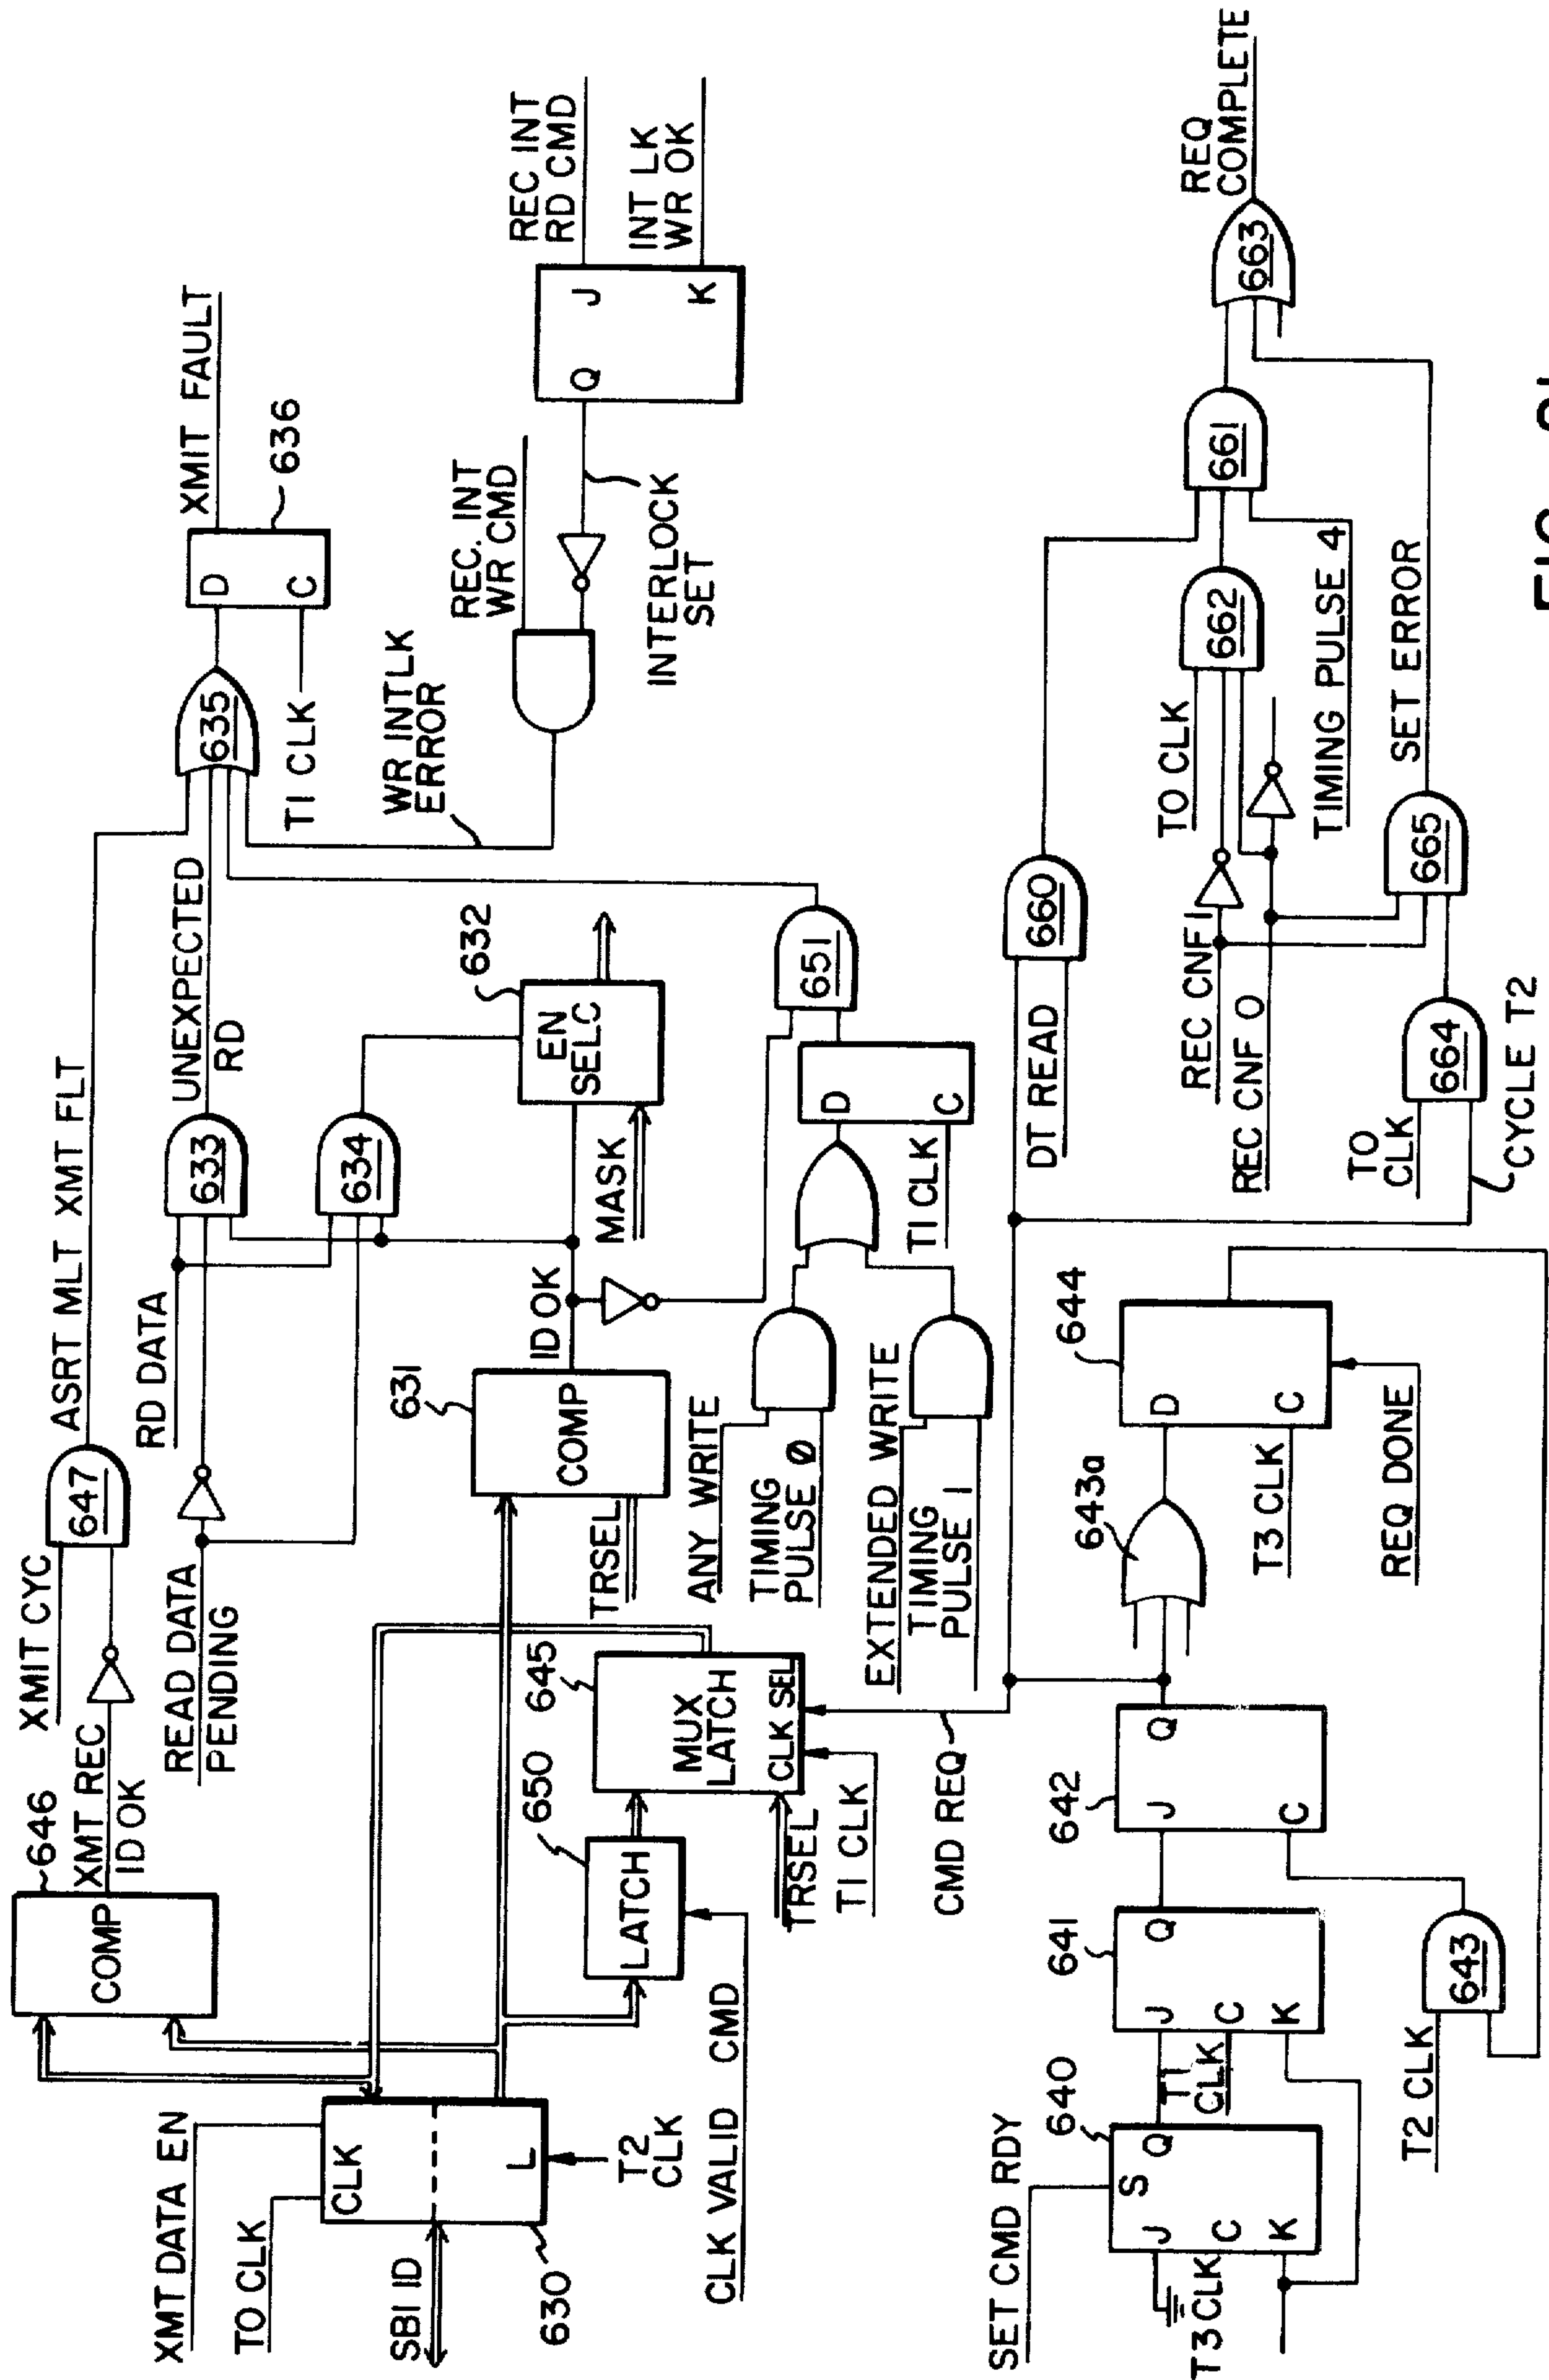 XMT DATA EN
TO CLK
SBI ID
630
CLK
L
T2
CLK
CLK VALID CMD
646
COMP
XMT REC
ID OK
XMIT CYC
647
ASRT MLT XMT FLT
READ DATA
PENDING
RD DATA
633
UNEXPECTED
RD
634
635
D
C
636
TI CLK
XMIT FAULT
WR INTLK
ERROR
REC. INT
WR CMD
INTERLOCK
SET
Q
J
K
REC INT
RD CMD
INT LK
WR OK
650
LATCH
645
MUX
LATCH
CLK SEL
TRSEL
TI CLK
CMD REQ
631
COMP
TRSEL
ID OK
632
EN
SELC
MASK
ANY WRITE
TIMING
PULSE Ø
EXTENDED WRITE
TIMING
PULSE 1
D
C
TI CLK
651
SET CMD RDY
640
S
J
Q
C
K
T3 CLK
641
T1
CLK
J
Q
C
K
642
J
Q
C
T2 CLK
643
643a
644
D
C
T3 CLK
REQ DONE
DT READ
660
REC CNF 1
REC CNF 0
TO
CLK
664
CYCLE T2
TO CLK
662
661
TIMING PULSE 4
665
SET ERROR
663
REQ
COMPLETE